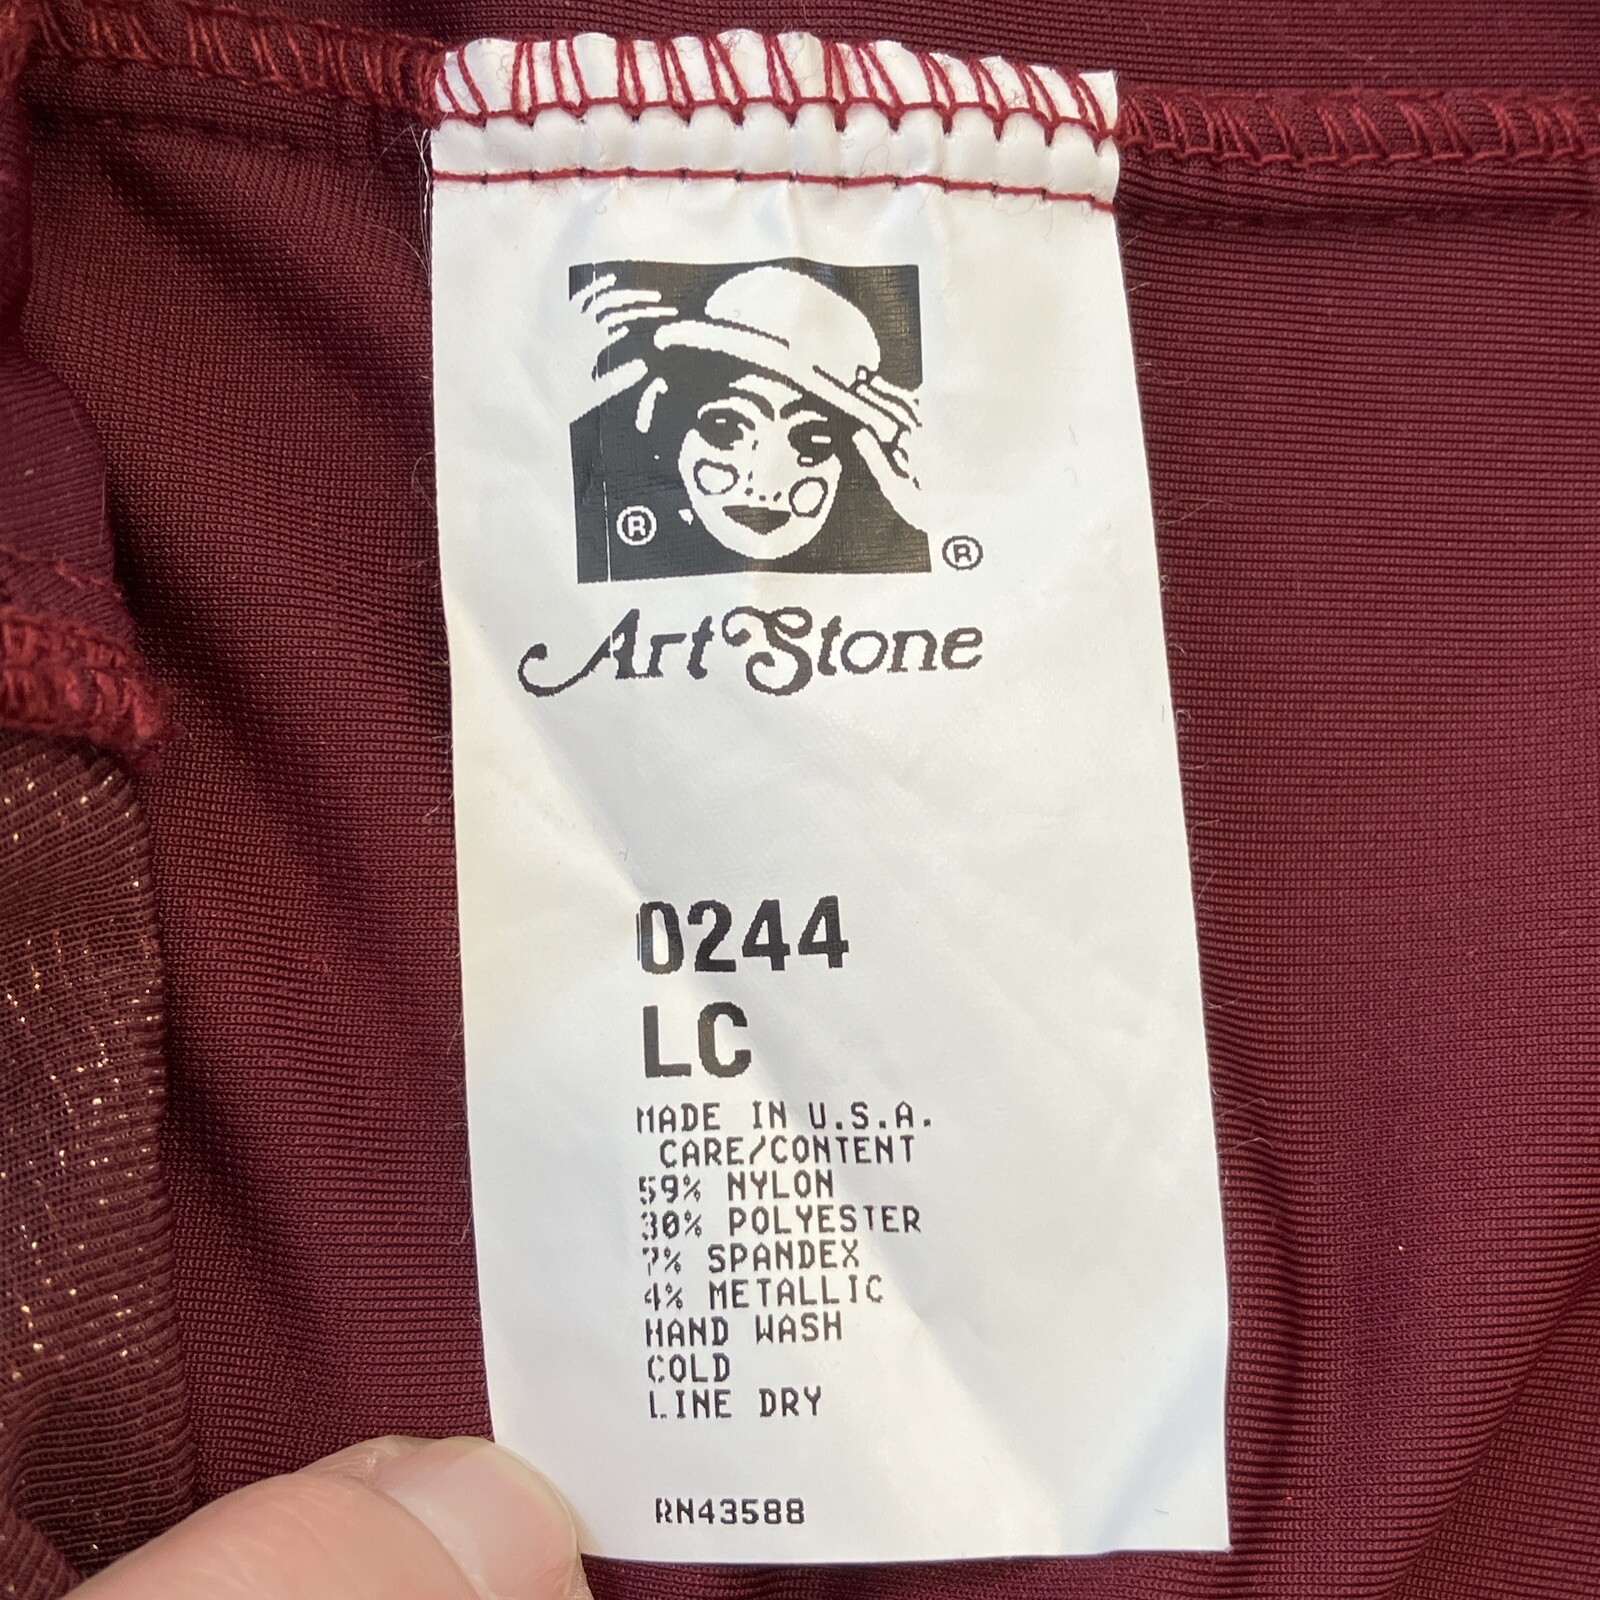 ®
®
Art Stone
0244
LC
MADE IN U.S.A.
CARE/CONTENT
59% NYLON
30% POLYESTER
7% SPANDEX
4% METALLIC
HAND WASH
COLD
LINE DRY
RN43588